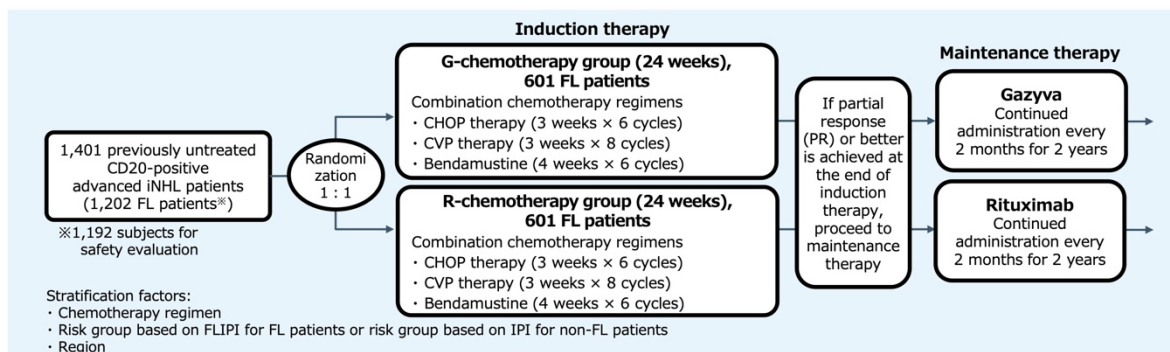 Induction therapy
Maintenance therapy
1,401 previously untreated
CD20-positive
advanced iNHL patients
(1,202 FL patients※)
※1,192 subjects for
safety evaluation
Randomi
zation
1 : 1
G-chemotherapy group (24 weeks),
601 FL patients
Combination chemotherapy regimens
・CHOP therapy (3 weeks × 6 cycles)
・CVP therapy (3 weeks × 8 cycles)
・Bendamustine (4 weeks × 6 cycles)
R-chemotherapy group (24 weeks),
601 FL patients
Combination chemotherapy regimens
・CHOP therapy (3 weeks × 6 cycles)
・CVP therapy (3 weeks × 8 cycles)
・Bendamustine (4 weeks × 6 cycles)
If partial
response
(PR) or better
is achieved at
the end of
induction
therapy,
proceed to
maintenance
therapy
Gazyva
Continued
administration every
2 months for 2 years
Rituximab
Continued
administration every
2 months for 2 years
Stratification factors:
・Chemotherapy regimen
・Risk group based on FLIPI for FL patients or risk group based on IPI for non-FL patients
・Region